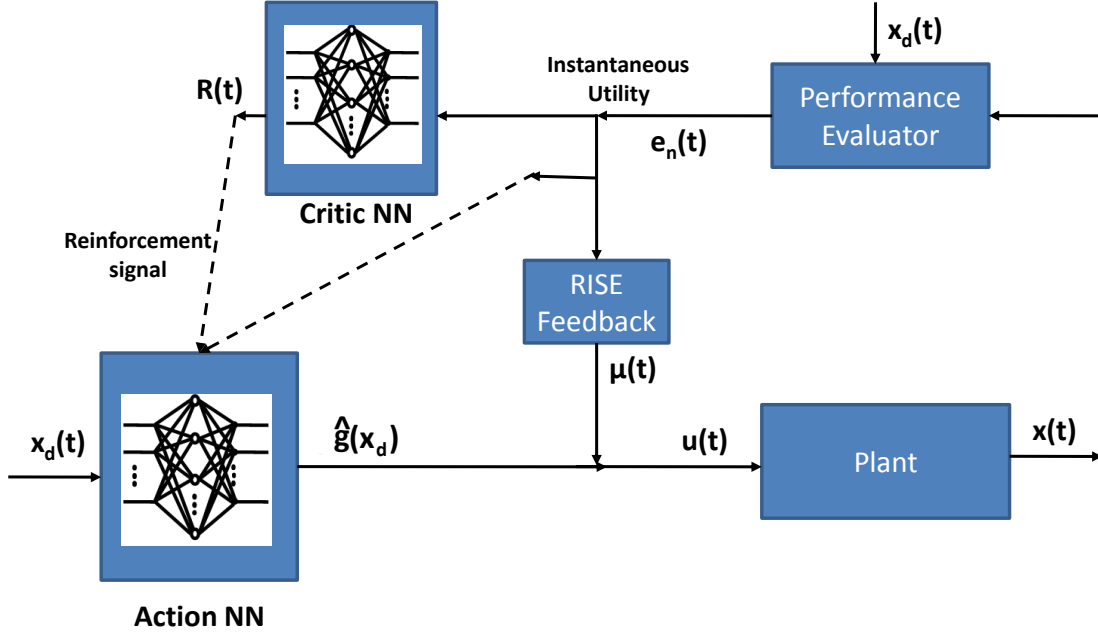 x_d(t)
Instantaneous
Utility
R(t)
Performance
Evaluator
e_n(t)
Critic NN
Reinforcement
signal
RISE
Feedback
μ(t)
x_d(t)
ĝ(x_d)
u(t)
Plant
x(t)
Action NN